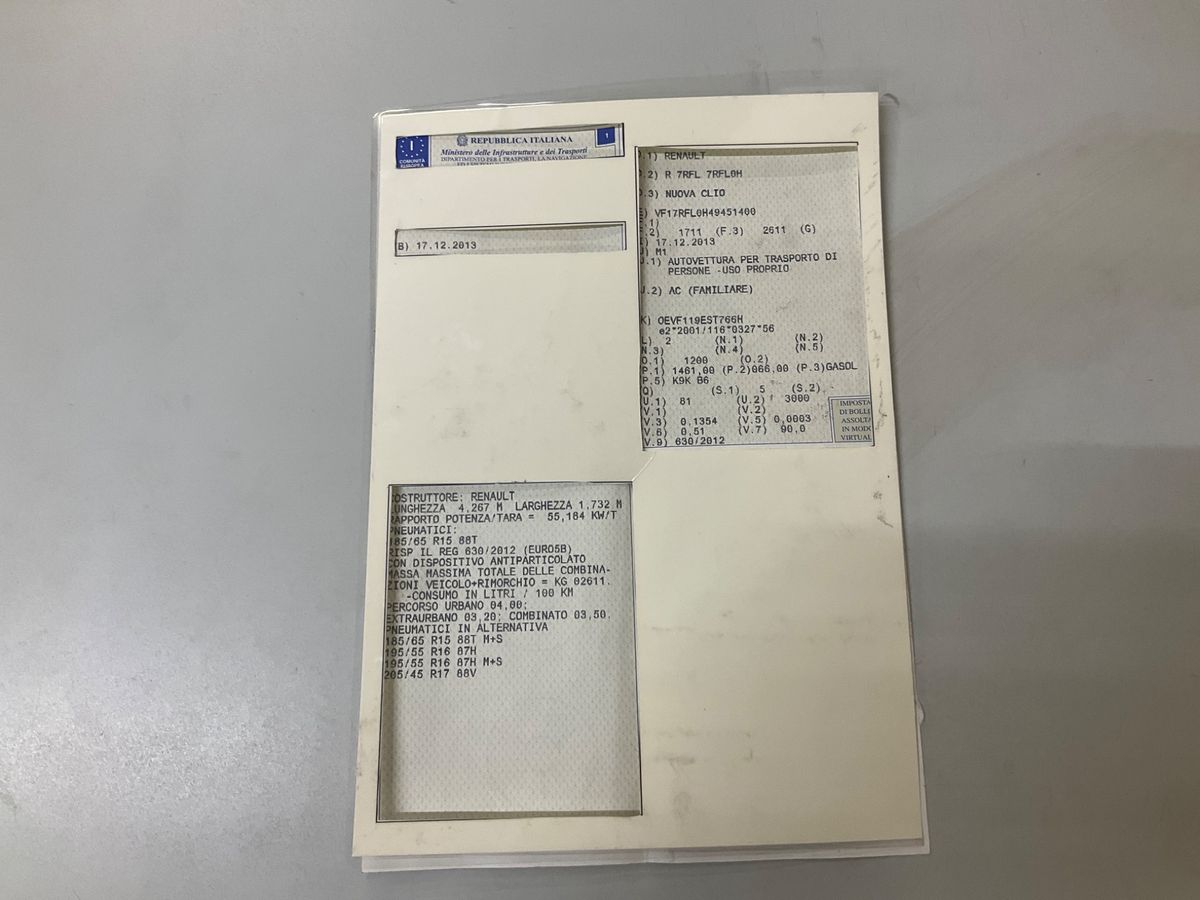 I
COMUNITÀ
EUROPEA
REPUBBLICA ITALIANA
1
Ministero delle Infrastrutture e dei Trasporti
DIPARTIMENTO PER I TRASPORTI, LA NAVIGAZIONE
B) 17.12.2013
.1) RENAULT
.2) R 7RFL 7RFL0H
.3) NUOVA CLIO
) VF17RFL0H49451400
.1)
.2) 1711 (F.3) 2611 (G)
) 17.12.2013
) M1
.1) AUTOVETTURA PER TRASPORTO DI
PERSONE -USO PROPRIO
J.2) AC (FAMILIARE)
K) OEVF119EST766H
e2*2001/116*0327*56
L) 2 (N.1) (N.2)
N.3) (N.4) (N.5)
O.1) 1200 (O.2)
P.1) 1461,00 (P.2)066,00 (P.3)GASOL
P.5) K9K B6
Q) (S.1) 5 (S.2) -
U.1) 81 (U.2) 3000
V.1) (V.2)
V.3) 0,1354 (V.5) 0,0003
V.6) 0,51 (V.7) 90,0
V.9) 630/2012
IMPOSTA
DI BOLL
ASSOLTA
IN MODO
VIRTUAL
OSTRUTTORE: RENAULT
UNGHEZZA 4,267 M LARGHEZZA 1,732 M
RAPPORTO POTENZA/TARA = 55,184 KW/T
PNEUMATICI:
185/65 R15 88T
RISP IL REG 630/2012 (EURO5B)
CON DISPOSITIVO ANTIPARTICOLATO
MASSA MASSIMA TOTALE DELLE COMBINA-
ZIONI VEICOLO+RIMORCHIO = KG 02611.
-CONSUMO IN LITRI / 100 KM
PERCORSO URBANO 04,00;
EXTRAURBANO 03,20; COMBINATO 03,50.
PNEUMATICI IN ALTERNATIVA
185/65 R15 88T M+S
195/55 R16 87H
195/55 R16 87H M+S
205/45 R17 88V